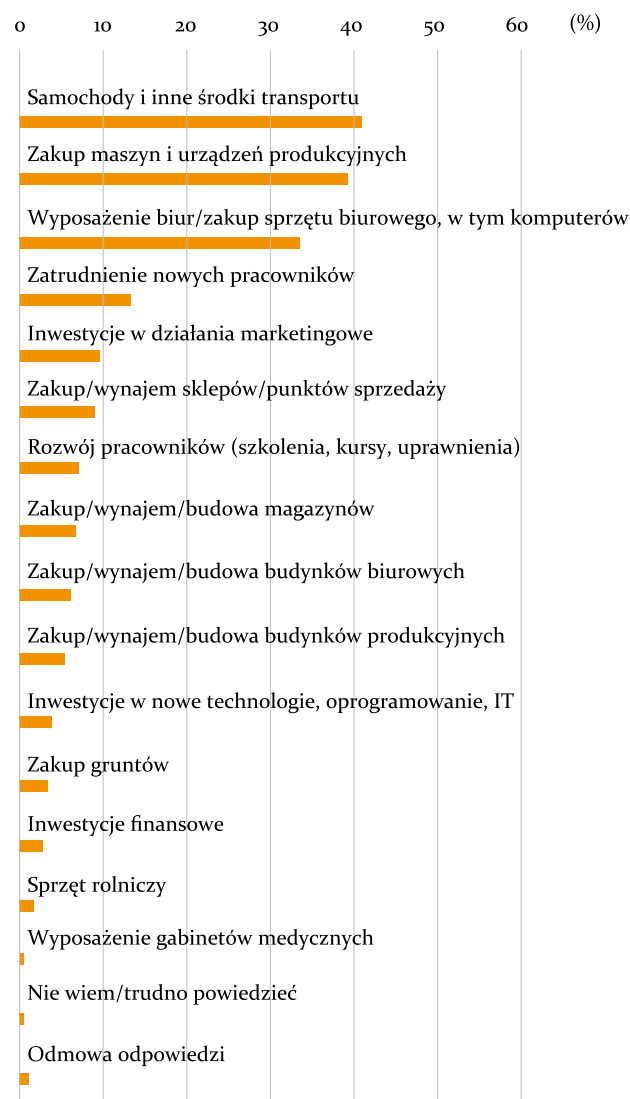 0 10 20 30 40 50 60 (%)
Samochody i inne środki transportu
Zakup maszyn i urządzeń produkcyjnych
Wyposażenie biur/zakup sprzętu biurowego, w tym komputerów
Zatrudnienie nowych pracowników
Inwestycje w działania marketingowe
Zakup/wynajem sklepów/punktów sprzedaży
Rozwój pracowników (szkolenia, kursy, uprawnienia)
Zakup/wynajem/budowa magazynów
Zakup/wynajem/budowa budynków biurowych
Zakup/wynajem/budowa budynków produkcyjnych
Inwestycje w nowe technologie, oprogramowanie, IT
Zakup gruntów
Inwestycje finansowe
Sprzęt rolniczy
Wyposażenie gabinetów medycznych
Nie wiem/trudno powiedzieć
Odmowa odpowiedzi